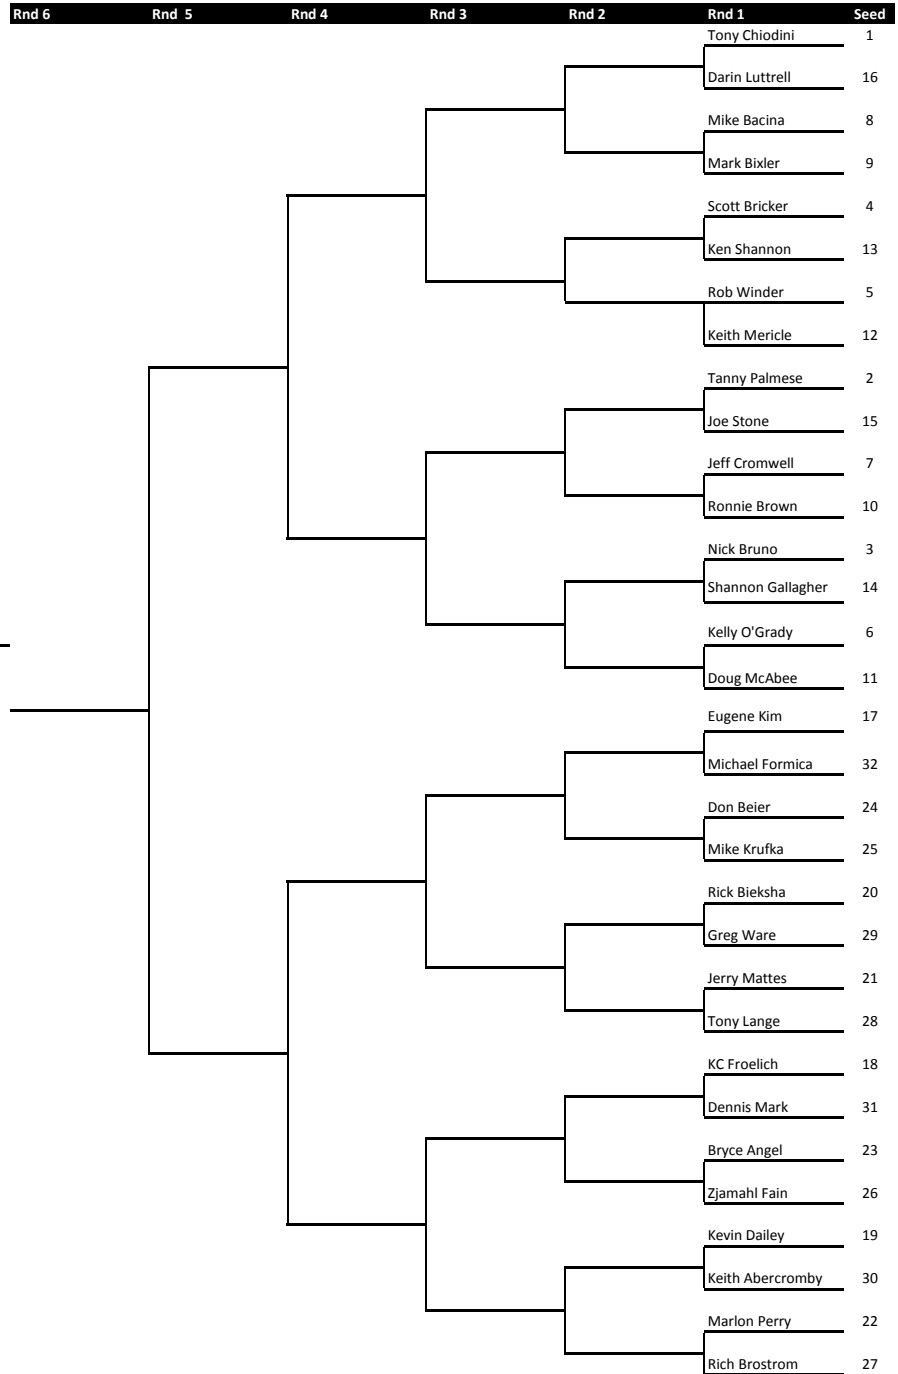 Rnd 6 Rnd  5 Rnd 4 Rnd 3 Rnd 2 Rnd 1 Seed
Tony Chiodini 1
Darin Luttrell 16
Mike Bacina 8
Mark Bixler 9
Scott Bricker 4
Ken Shannon 13
Rob Winder 5
Keith Mericle 12
Tanny Palmese 2
Joe Stone 15
Jeff Cromwell 7
Ronnie Brown 10
Nick Bruno 3
Shannon Gallagher 14
Kelly O'Grady 6
Doug McAbee 11
Eugene Kim 17
Michael Formica 32
Don Beier 24
Mike Krufka 25
Rick Bieksha 20
Greg Ware 29
Jerry Mattes 21
Tony Lange 28
KC Froelich 18
Dennis Mark 31
Bryce Angel 23
Zjamahl Fain 26
Kevin Dailey 19
Keith Abercromby 30
Marlon Perry 22
Rich Brostrom 27